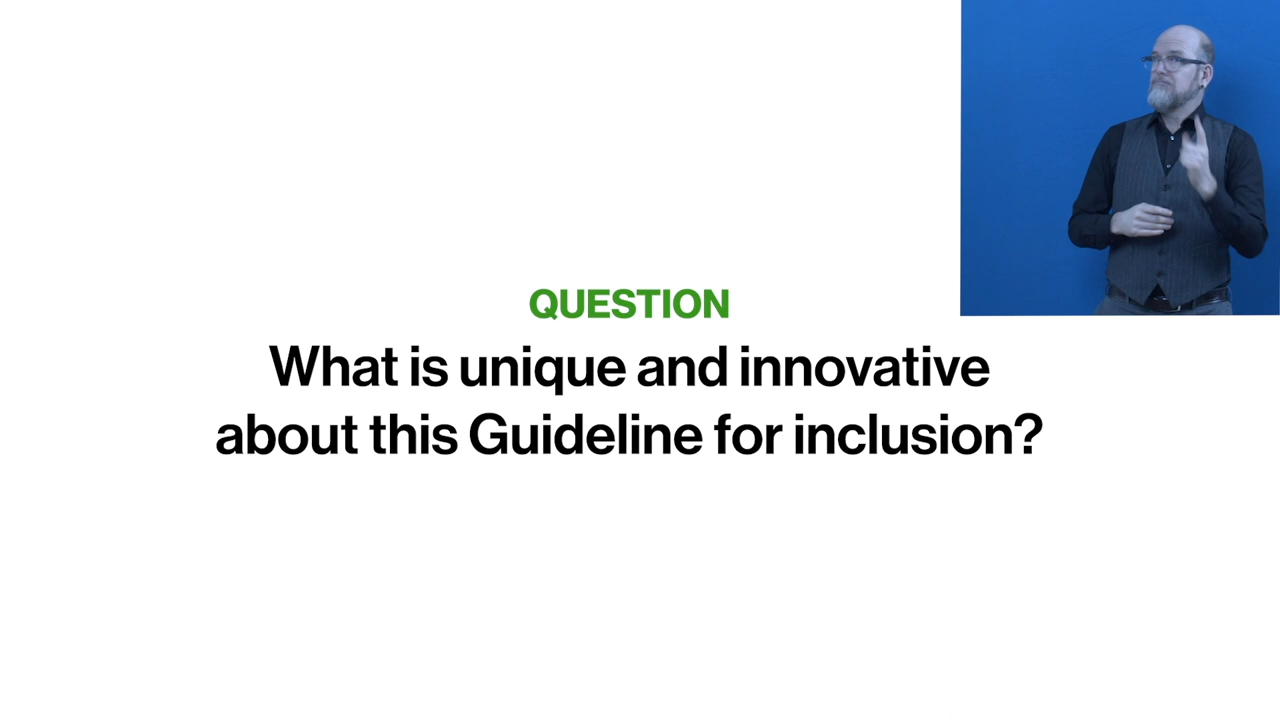 QUESTION
What is unique and innovative
about this Guideline for inclusion?